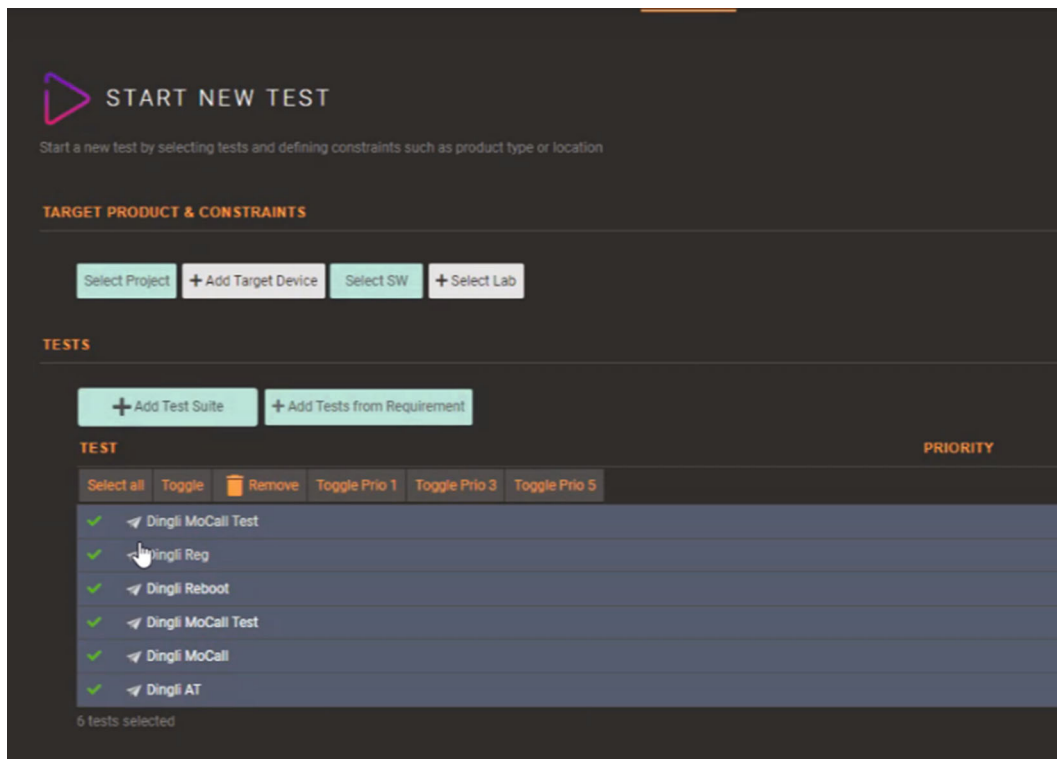 START NEW TEST
Start a new test by selecting tests and defining constraints such as product type or location
TARGET PRODUCT & CONSTRAINTS
Select Project + Add Target Device Select SW + Select Lab
TESTS
+ Add Test Suite + Add Tests from Requirement
TEST PRIORITY
Select all Toggle Remove Toggle Prio 1 Toggle Prio 3 Toggle Prio 5
Dingli MoCall Test
Dingli Reg
Dingli Reboot
Dingli MoCall Test
Dingli MoCall
Dingli AT
6 tests selected